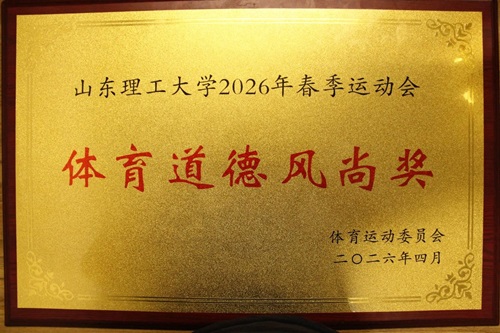 山东理工大学2026年春季运动会
体育道德风尚奖
体育运动委员会
二〇二六年四月